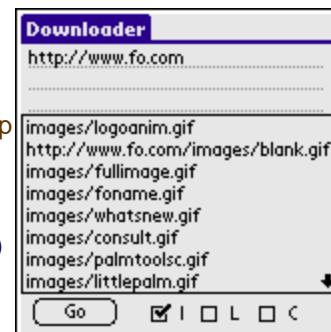 Downloader
http://www.fo.com
images/logoanim.gif
http://www.fo.com/images/blank.gif
images/fullimage.gif
images/foname.gif
images/whatsnew.gif
images/consult.gif
images/palmtoolsc.gif
images/littlepalm.gif
Go I L C